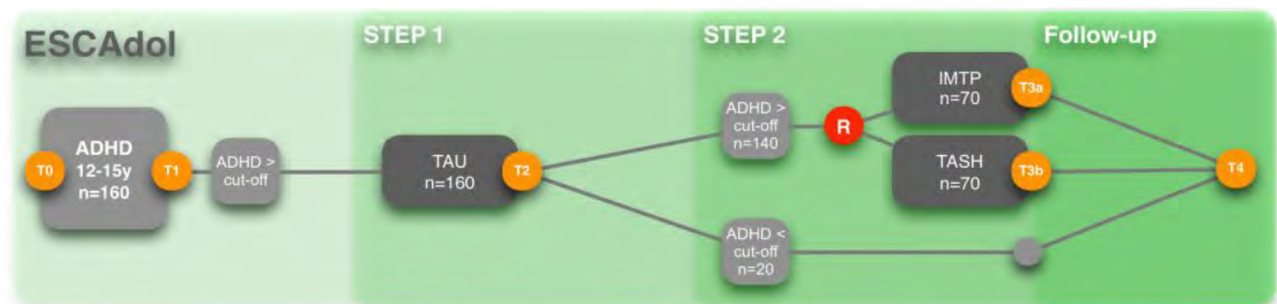 ESCAdol
STEP 1
STEP 2
Follow-up
T0
ADHD
12-15y
n=160
T1
ADHD >
cut-off
TAU
n=160
T2
ADHD >
cut-off
n=140
R
IMTP
n=70
T3a
TASH
n=70
T3b
ADHD <
cut-off
n=20
T4